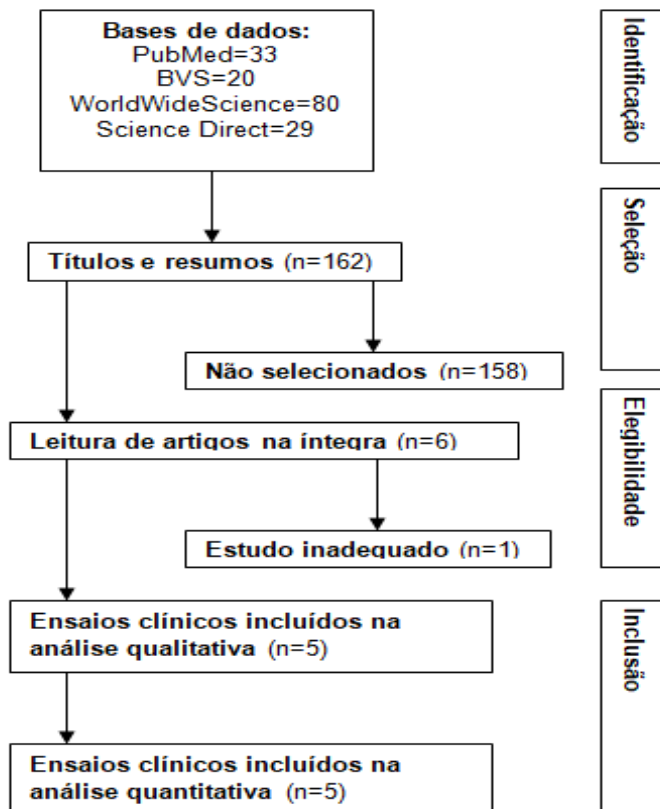 Bases de dados:
PubMed=33
BVS=20
WorldWideScience=80
Science Direct=29
Identificação
Títulos e resumos (n=162)
Seleção
Não selecionados (n=158)
Leitura de artigos na íntegra (n=6)
Elegibilidade
Estudo inadequado (n=1)
Ensaios clínicos incluídos na
análise qualitativa (n=5)
Inclusão
Ensaios clínicos incluídos na
análise quantitativa (n=5)